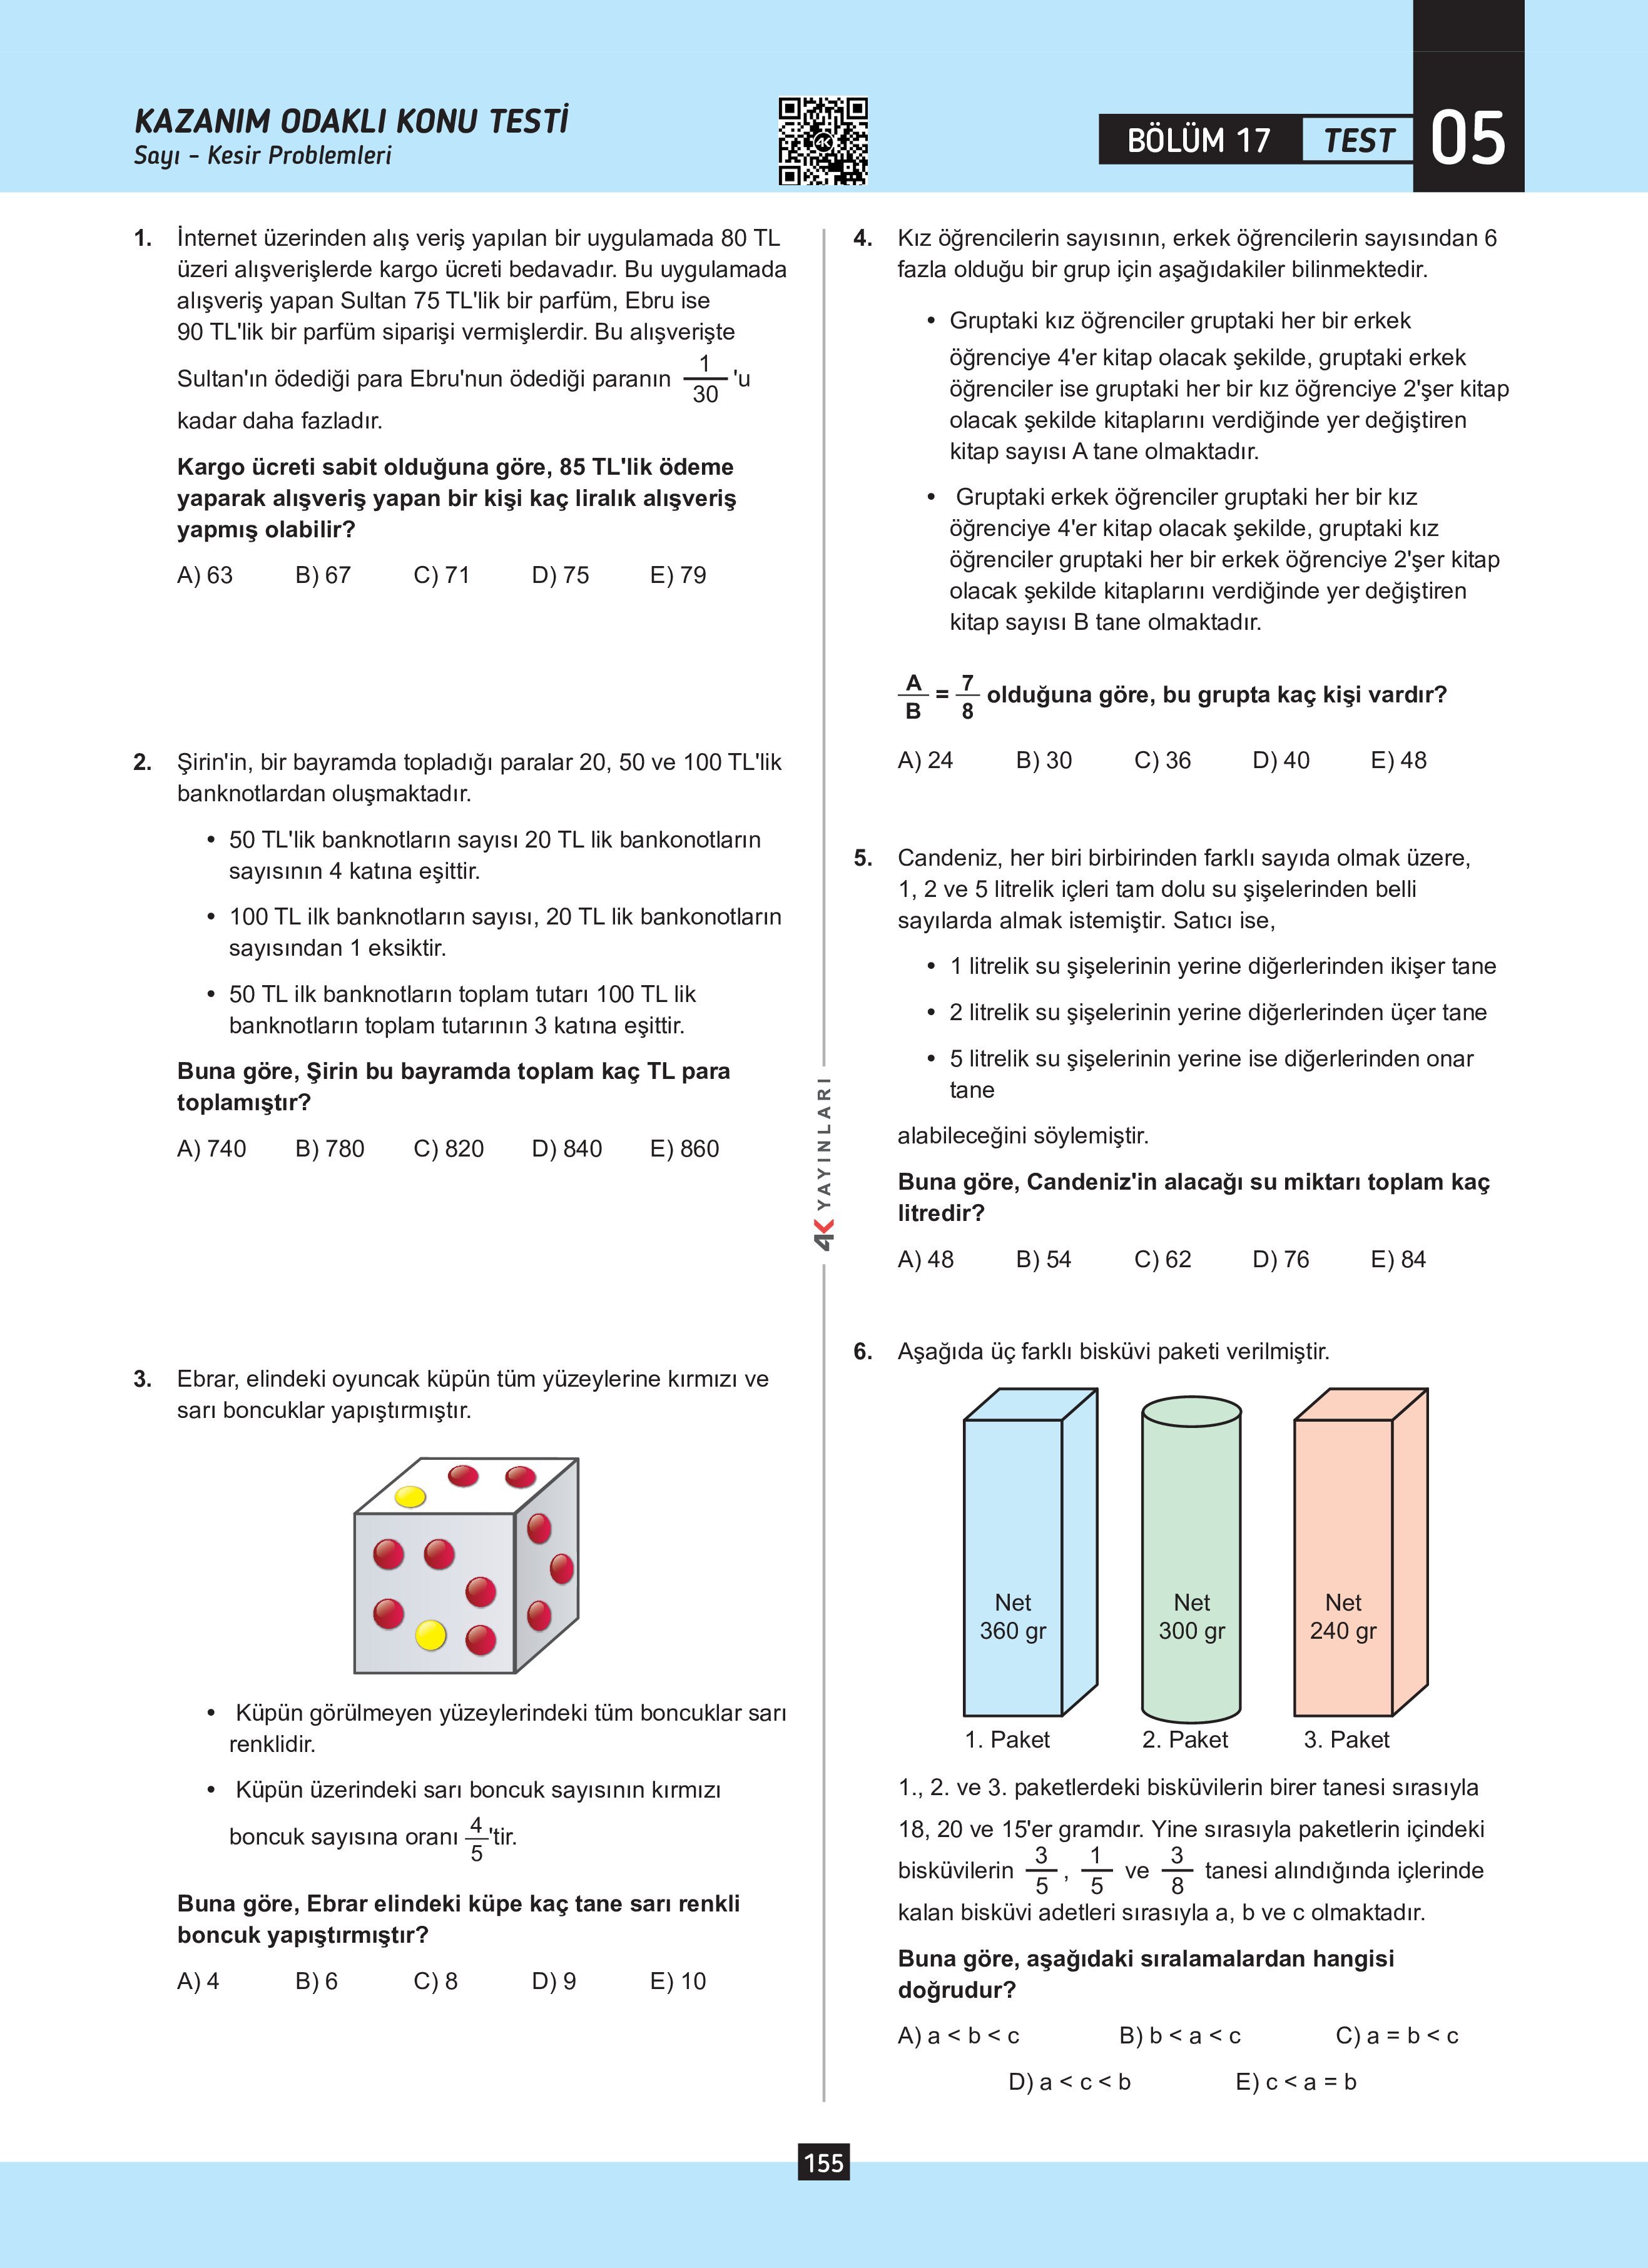 KAZANIM ODAKLI KONU TESTİ
Sayı - Kesir Problemleri
4K
BÖLÜM 17
TEST
05
1. İnternet üzerinden alış veriş yapılan bir uygulamada 80 TL
üzeri alışverişlerde kargo ücreti bedavadır. Bu uygulamada
alışveriş yapan Sultan 75 TL'lik bir parfüm, Ebru ise
90 TL'lik bir parfüm siparişi vermişlerdir. Bu alışverişte
Sultan'ın ödediği para Ebru'nun ödediği paranın 1/30 'u
kadar daha fazladır.
Kargo ücreti sabit olduğuna göre, 85 TL'lik ödeme
yaparak alışveriş yapan bir kişi kaç liralık alışveriş
yapmış olabilir?
A) 63 B) 67 C) 71 D) 75 E) 79
2. Şirin'in, bir bayramda topladığı paralar 20, 50 ve 100 TL'lik
banknotlardan oluşmaktadır.
• 50 TL'lik banknotların sayısı 20 TL lik bankonotların
sayısının 4 katına eşittir.
• 100 TL ilk banknotların sayısı, 20 TL lik bankonotların
sayısından 1 eksiktir.
• 50 TL ilk banknotların toplam tutarı 100 TL lik
banknotların toplam tutarının 3 katına eşittir.
Buna göre, Şirin bu bayramda toplam kaç TL para
toplamıştır?
A) 740 B) 780 C) 820 D) 840 E) 860
3. Ebrar, elindeki oyuncak küpün tüm yüzeylerine kırmızı ve
sarı boncuklar yapıştırmıştır.
• Küpün görülmeyen yüzeylerindeki tüm boncuklar sarı
renklidir.
• Küpün üzerindeki sarı boncuk sayısının kırmızı
boncuk sayısına oranı 4/5'tir.
Buna göre, Ebrar elindeki küpe kaç tane sarı renkli
boncuk yapıştırmıştır?
A) 4 B) 6 C) 8 D) 9 E) 10
4K YAYINLARI
4. Kız öğrencilerin sayısının, erkek öğrencilerin sayısından 6
fazla olduğu bir grup için aşağıdakiler bilinmektedir.
• Gruptaki kız öğrenciler gruptaki her bir erkek
öğrenciye 4'er kitap olacak şekilde, gruptaki erkek
öğrenciler ise gruptaki her bir kız öğrenciye 2'şer kitap
olacak şekilde kitaplarını verdiğinde yer değiştiren
kitap sayısı A tane olmaktadır.
• Gruptaki erkek öğrenciler gruptaki her bir kız
öğrenciye 4'er kitap olacak şekilde, gruptaki kız
öğrenciler gruptaki her bir erkek öğrenciye 2'şer kitap
olacak şekilde kitaplarını verdiğinde yer değiştiren
kitap sayısı B tane olmaktadır.
A/B = 7/8 olduğuna göre, bu grupta kaç kişi vardır?
A) 24 B) 30 C) 36 D) 40 E) 48
5. Candeniz, her biri birbirinden farklı sayıda olmak üzere,
1, 2 ve 5 litrelik içleri tam dolu su şişelerinden belli
sayılarda almak istemiştir. Satıcı ise,
• 1 litrelik su şişelerinin yerine diğerlerinden ikişer tane
• 2 litrelik su şişelerinin yerine diğerlerinden üçer tane
• 5 litrelik su şişelerinin yerine ise diğerlerinden onar
tane
alabileceğini söylemiştir.
Buna göre, Candeniz'in alacağı su miktarı toplam kaç
litredir?
A) 48 B) 54 C) 62 D) 76 E) 84
6. Aşağıda üç farklı bisküvi paketi verilmiştir.
Net Net Net
360 gr 300 gr 240 gr
1. Paket 2. Paket 3. Paket
1., 2. ve 3. paketlerdeki bisküvilerin birer tanesi sırasıyla
18, 20 ve 15'er gramdır. Yine sırasıyla paketlerin içindeki
bisküvilerin 3/5 , 1/5 ve 3/8 tanesi alındığında içlerinde
kalan bisküvi adetleri sırasıyla a, b ve c olmaktadır.
Buna göre, aşağıdaki sıralamalardan hangisi
doğrudur?
A) a < b < c B) b < a < c C) a = b < c
D) a < c < b E) c < a = b
155